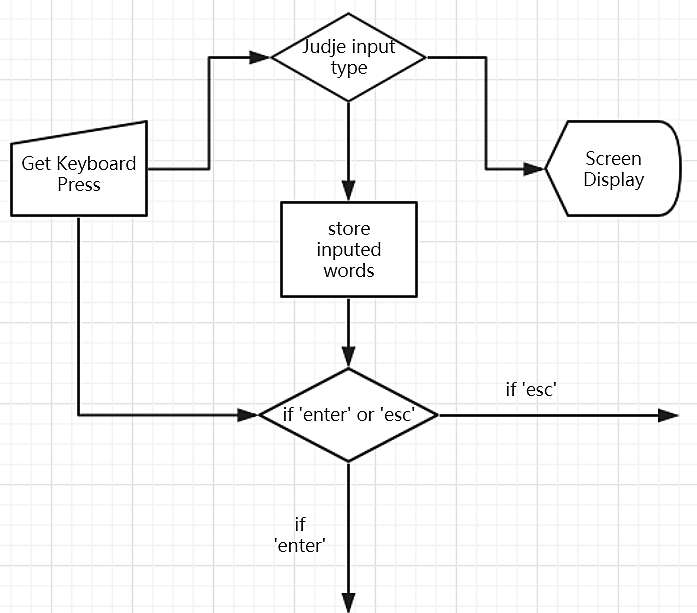 Judje input
type
Get Keyboard
Press
Screen
Display
store
inputed
words
if 'esc'
if 'enter' or 'esc'
if
'enter'